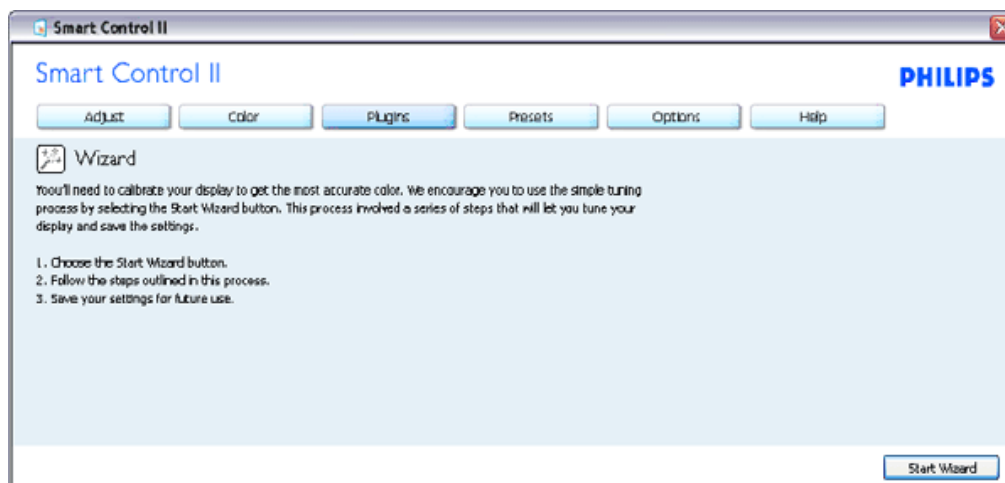 Smart Control II
Smart Control II
PHILIPS
Adjust Color Plugins Presets Options Help
Wizard
Yoou'll need to calibrate your display to get the most accurate color. We encourage you to use the simple tuning
process by selecting the Start Wizard button. This process involved a series of steps that will let you tune your
display and save the settings.
1. Choose the Start Wizard button.
2. Follow the steps outlined in this process.
3. Save your settings for future use.
Start Wizard